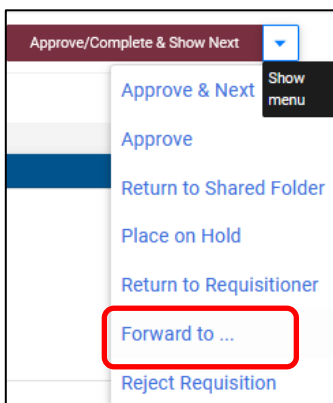 Approve/Complete & Show Next
Show
menu
Approve & Next
Approve
Return to Shared Folder
Place on Hold
Return to Requisitioner
Forward to ...
Reject Requisition